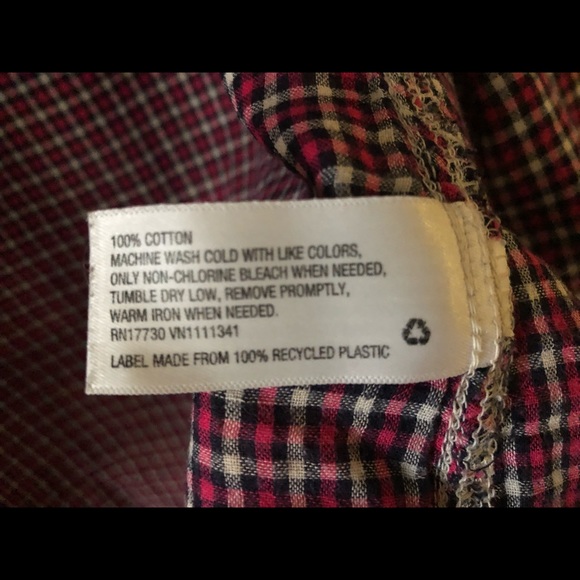 100% COTTON
MACHINE WASH COLD WITH LIKE COLORS,
ONLY NON-CHLORINE BLEACH WHEN NEEDED,
TUMBLE DRY LOW, REMOVE PROMPTLY,
WARM IRON WHEN NEEDED.
RN17730 VN1111341
LABEL MADE FROM 100% RECYCLED PLASTIC